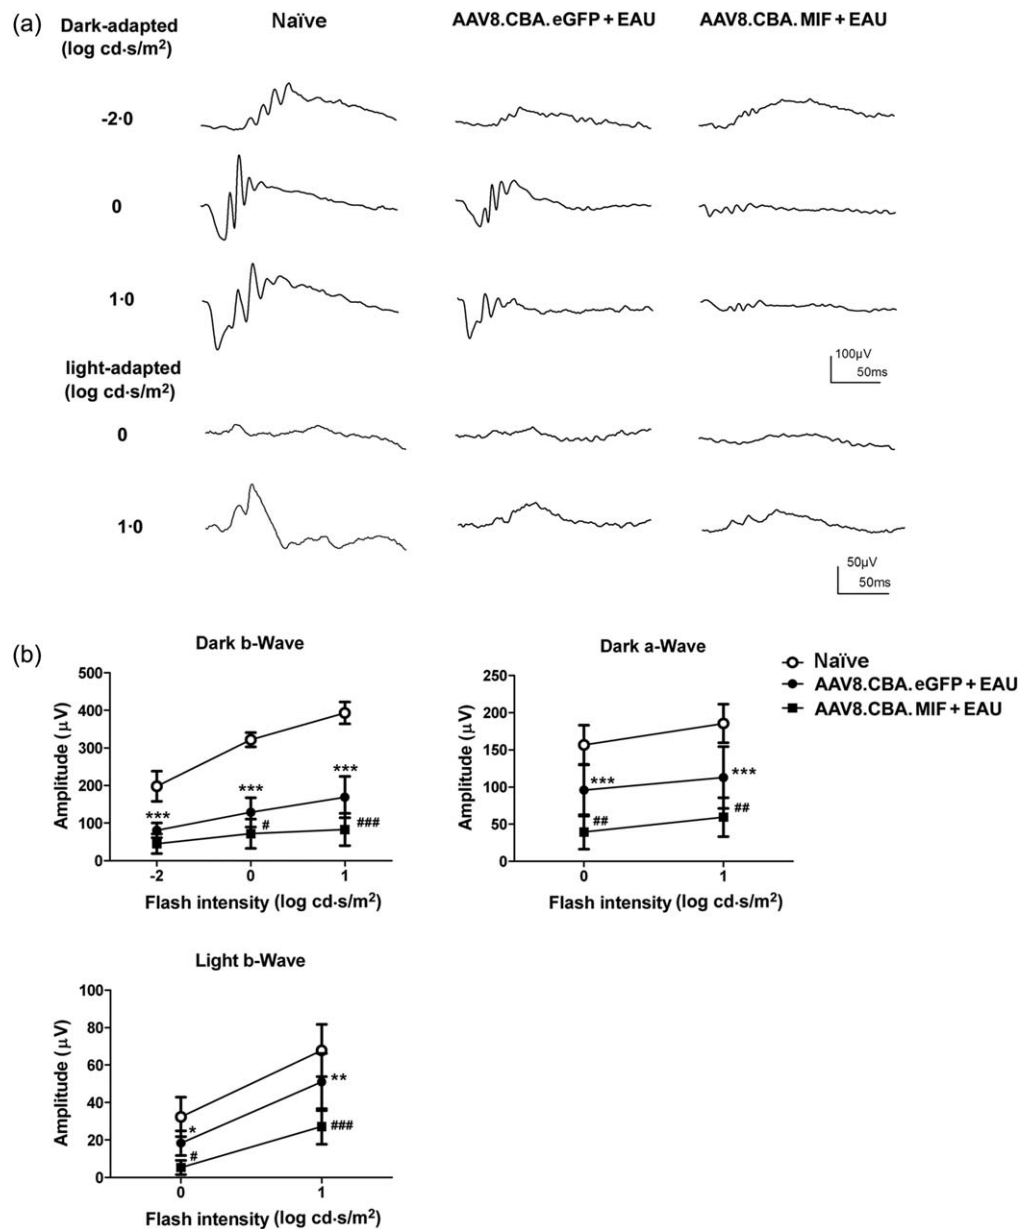 (a)
Dark-adapted
(log cd·s/m²)
Naïve
AAV8.CBA.eGFP + EAU
AAV8.CBA.MIF + EAU
-2·0
0
1·0
100µV
50ms
light-adapted
(log cd·s/m²)
0
1·0
50µV
50ms
(b)
Dark b-Wave
Amplitude (µV)
500
400
300
200
100
0
***
***
***
#
###
-2
0
1
Flash intensity (log cd·s/m²)
Dark a-Wave
Amplitude (µV)
250
200
150
100
50
0
***
***
##
##
0
1
Flash intensity (log cd·s/m²)
Naïve
AAV8.CBA.eGFP + EAU
AAV8.CBA.MIF + EAU
Light b-Wave
Amplitude (µV)
80
60
40
20
0
*
**
#
###
0
1
Flash intensity (log cd·s/m²)